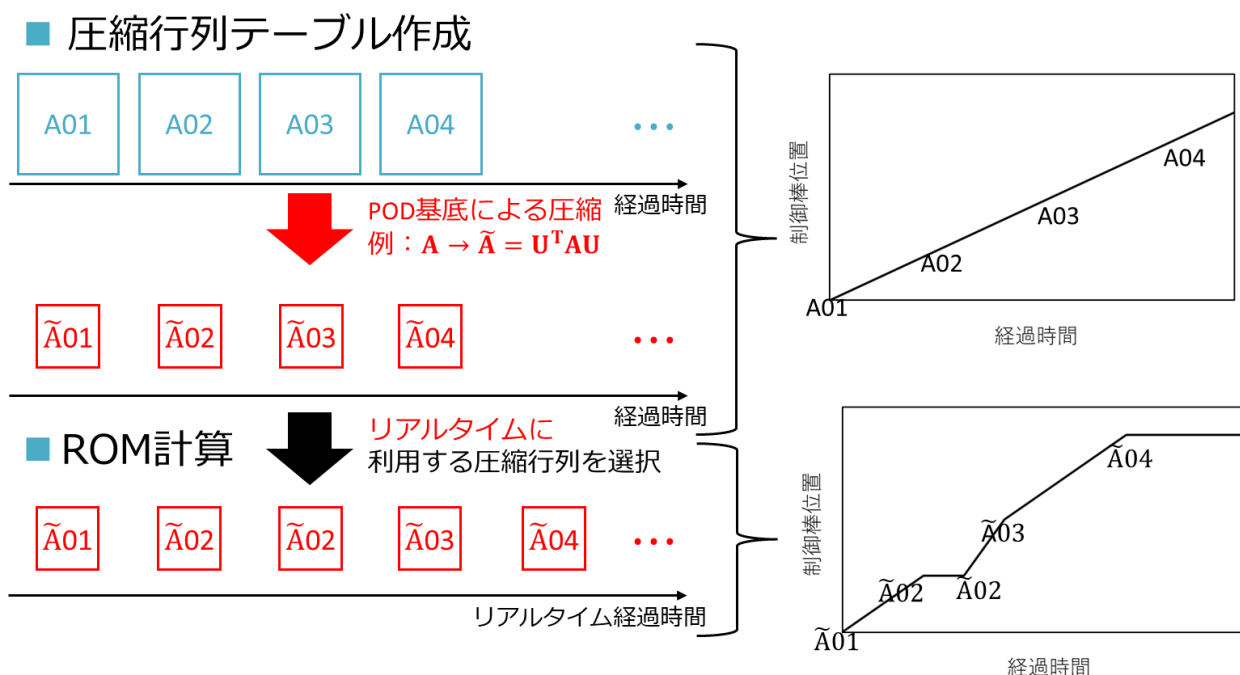 ■ 圧縮行列テーブル作成
A01 A02 A03 A04 ・・・
経過時間
POD基底による圧縮
例：A → Ã = UᵀAU
Ã01 Ã02 Ã03 Ã04 ・・・
経過時間
■ ROM計算
リアルタイムに
利用する圧縮行列を選択
Ã01 Ã02 Ã02 Ã03 Ã04 ・・・
リアルタイム経過時間
制御棒位置
A04
A03
A02
A01
経過時間
制御棒位置
Ã04
Ã03
Ã02
Ã02
Ã01
経過時間